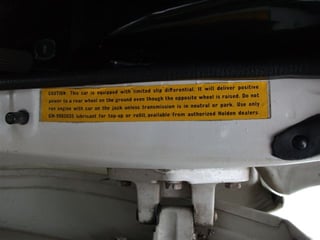 CAUTION: This car is equipped with limited slip differential. It will deliver positive
power to a rear wheel on the ground even though the opposite wheel is raised. Do not
run engine with car on the jack unless transmission is in neutral or park. Use only
lubricant for top-up or refill, available from authorized Holden dealers